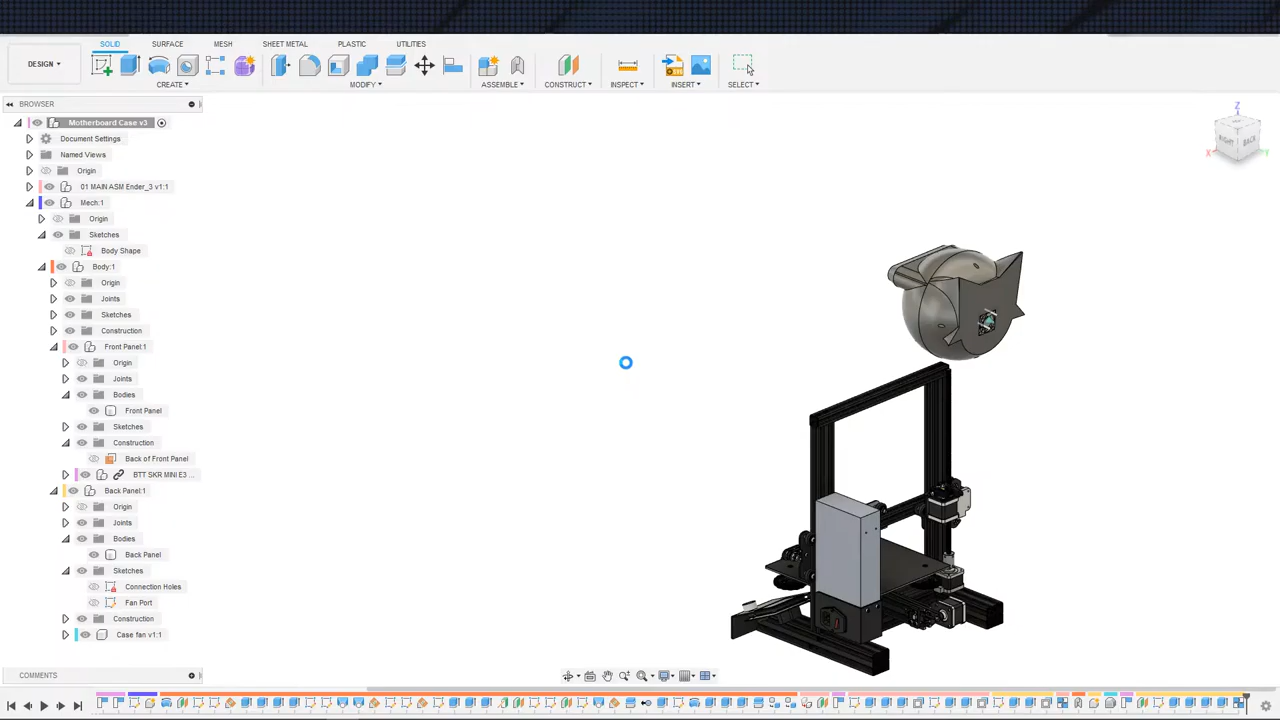 SOLID SURFACE MESH SHEET METAL PLASTIC UTILITIES
DESIGN
CREATE MODIFY ASSEMBLE CONSTRUCT INSPECT INSERT SELECT
BROWSER
Motherboard Case v3
Document Settings
Named Views
Origin
01 MAIN ASM Ender_3 v1:1
Mech:1
Origin
Sketches
Body Shape
Body:1
Origin
Joints
Sketches
Construction
Front Panel:1
Origin
Joints
Bodies
Front Panel
Sketches
Construction
Back of Front Panel
BTT SKR MINI E3 ...
Back Panel:1
Origin
Joints
Bodies
Back Panel
Sketches
Connection Holes
Fan Port
Construction
Case fan v1:1
COMMENTS
Z
RIGHT BACK
X Y